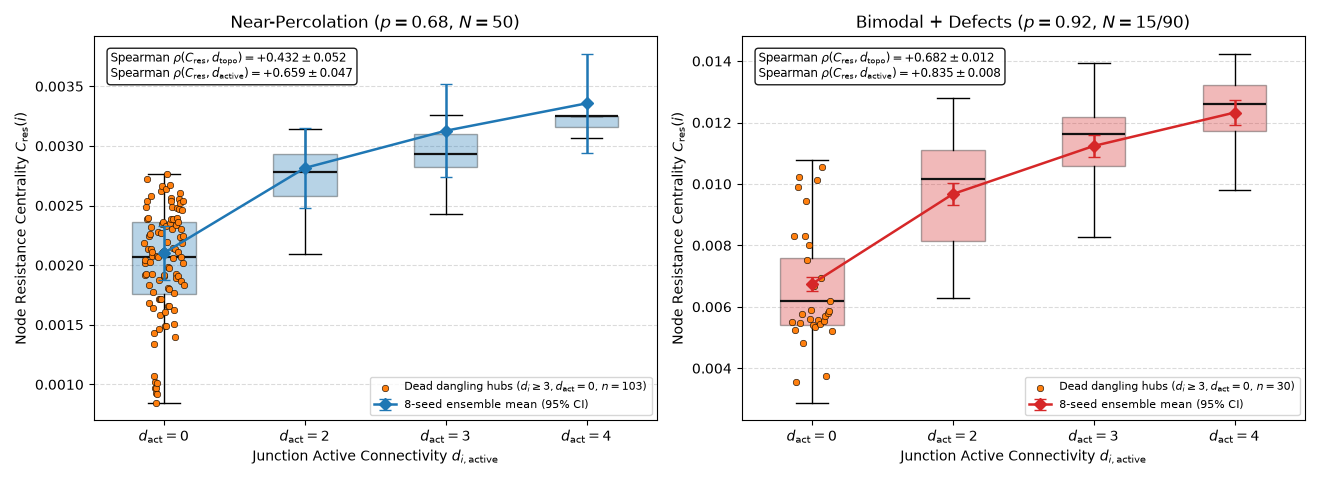 Near-Percolation (p = 0.68, N = 50)
Spearman ρ(C_res, d_topo) = +0.432 ± 0.052
Spearman ρ(C_res, d_active) = +0.659 ± 0.047
Node Resistance Centrality C_res(i)
0.0035
0.0030
0.0025
0.0020
0.0015
0.0010
Dead dangling hubs (d_i ≥ 3, d_act = 0, n = 103)
8-seed ensemble mean (95% CI)
d_act = 0
d_act = 2
d_act = 3
d_act = 4
Junction Active Connectivity d_i, active
Bimodal + Defects (p = 0.92, N = 15/90)
Spearman ρ(C_res, d_topo) = +0.682 ± 0.012
Spearman ρ(C_res, d_active) = +0.835 ± 0.008
Node Resistance Centrality C_res(i)
0.014
0.012
0.010
0.008
0.006
0.004
Dead dangling hubs (d_i ≥ 3, d_act = 0, n = 30)
8-seed ensemble mean (95% CI)
d_act = 0
d_act = 2
d_act = 3
d_act = 4
Junction Active Connectivity d_i, active